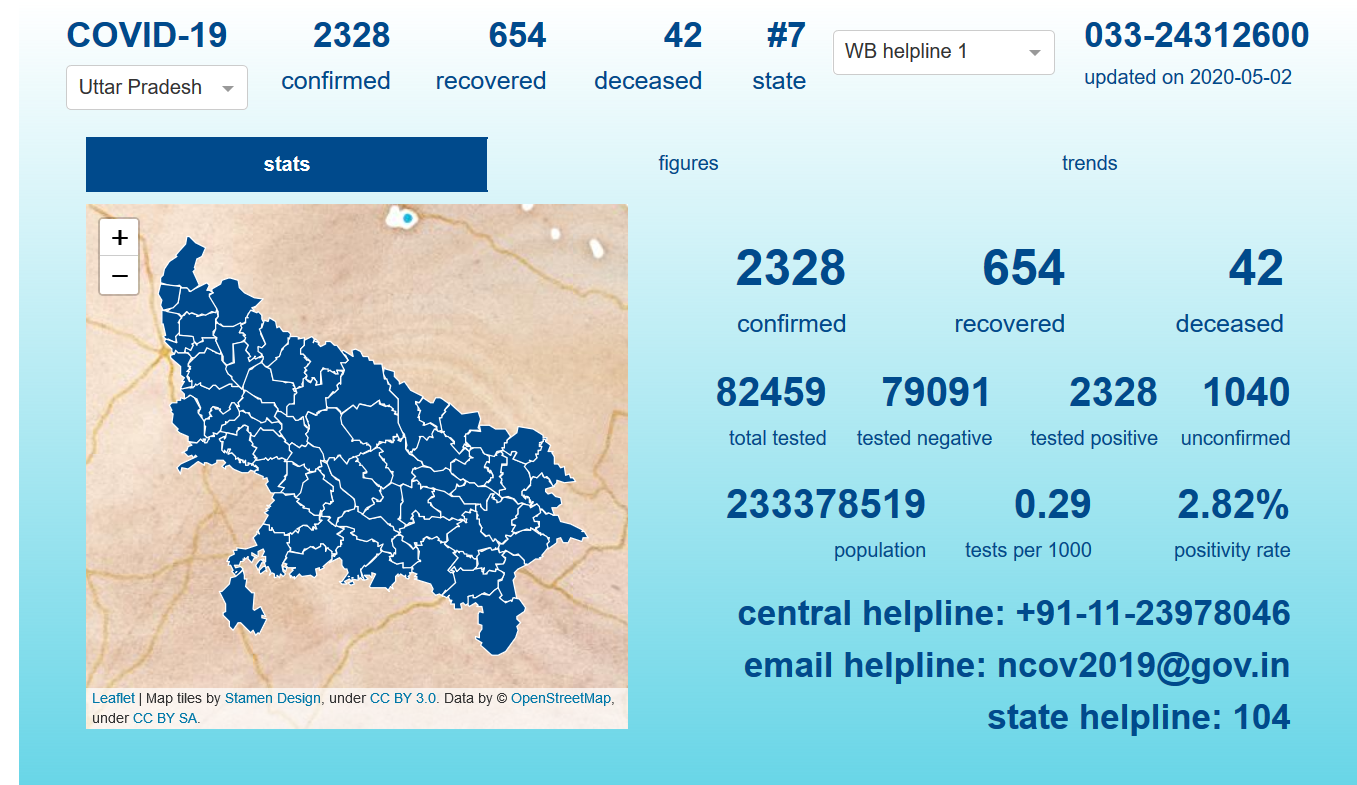 COVID-19 2328 654 42 #7 033-24312600
Uttar Pradesh confirmed recovered deceased state WB helpline 1 updated on 2020-05-02
stats figures trends
+
−
2328 654 42
confirmed recovered deceased
82459 79091 2328 1040
total tested tested negative tested positive unconfirmed
233378519 0.29 2.82%
population tests per 1000 positivity rate
central helpline: +91-11-23978046
email helpline: ncov2019@gov.in
state helpline: 104
Leaflet | Map tiles by Stamen Design, under CC BY 3.0. Data by © OpenStreetMap,
under CC BY SA.